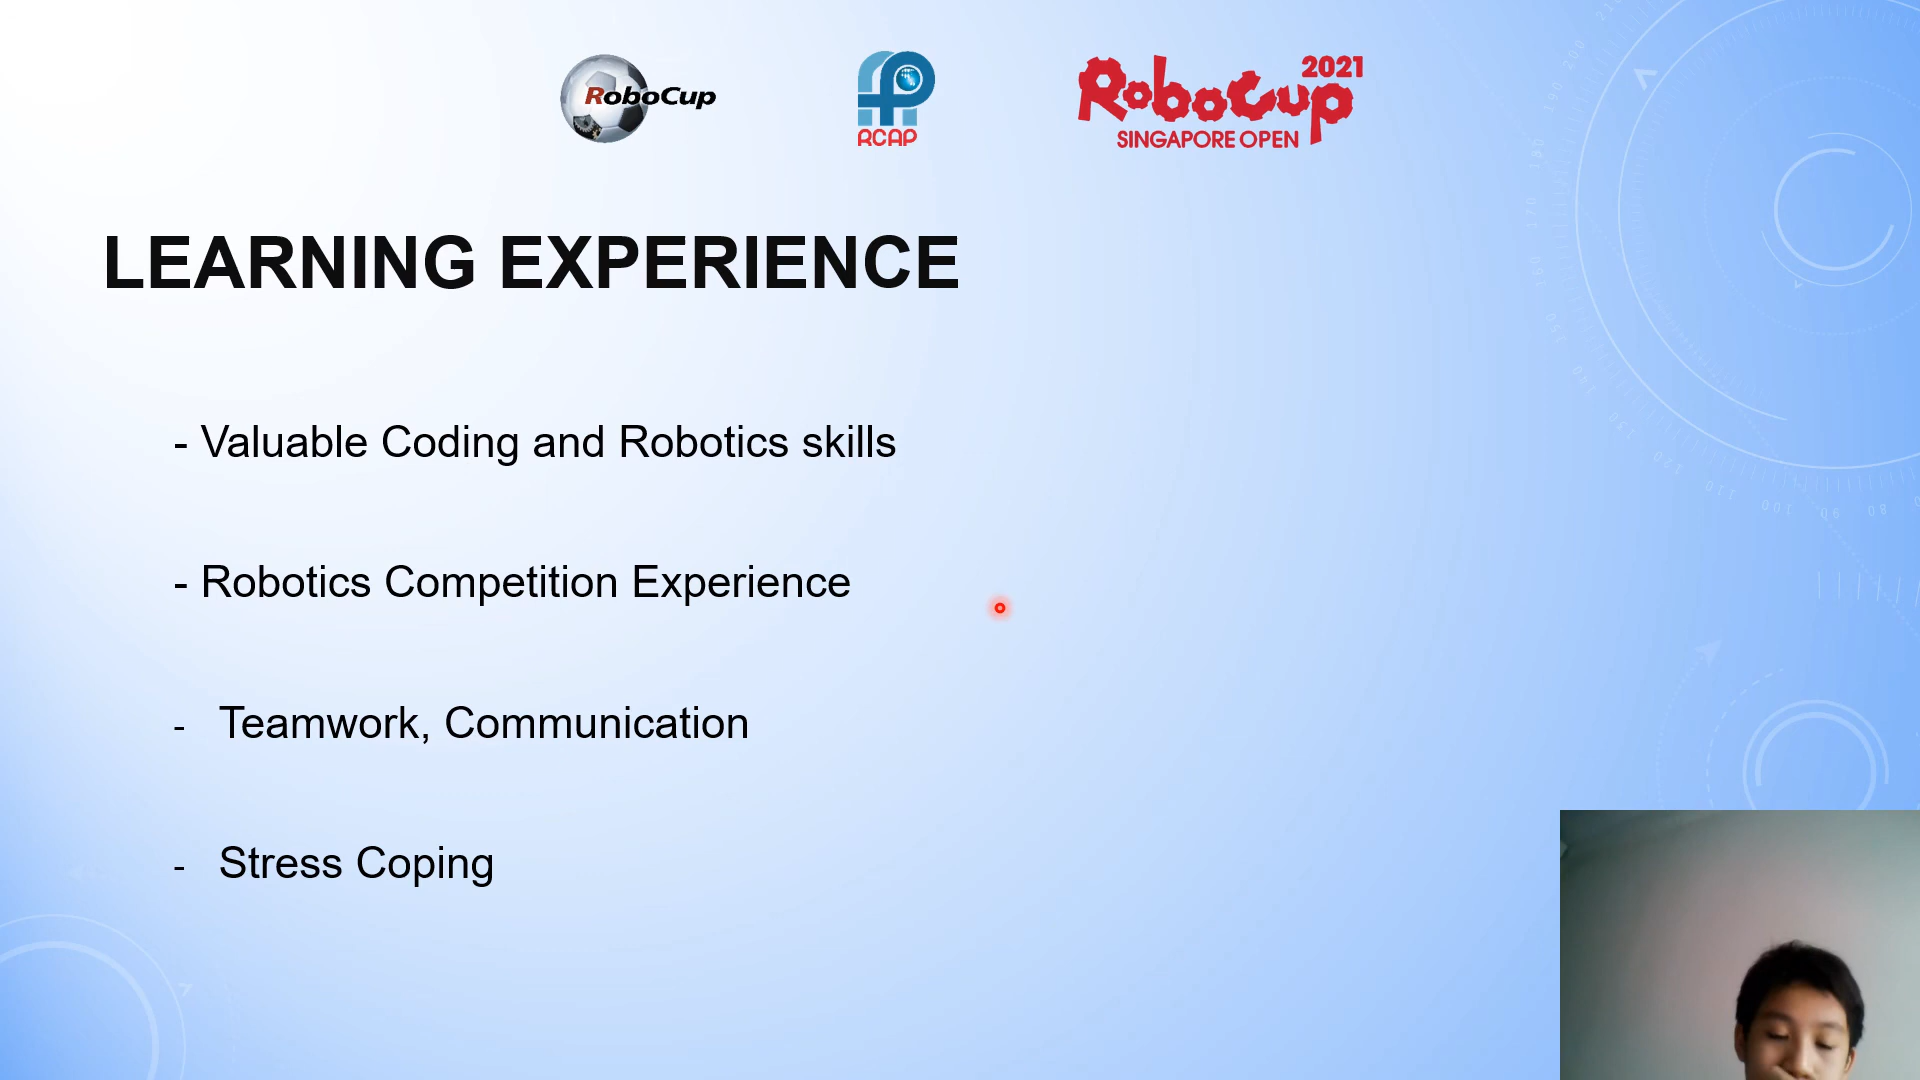 RoboCup
RCAP
RoboCup 2021
SINGAPORE OPEN
LEARNING EXPERIENCE
- Valuable Coding and Robotics skills
- Robotics Competition Experience
- Teamwork, Communication
- Stress Coping